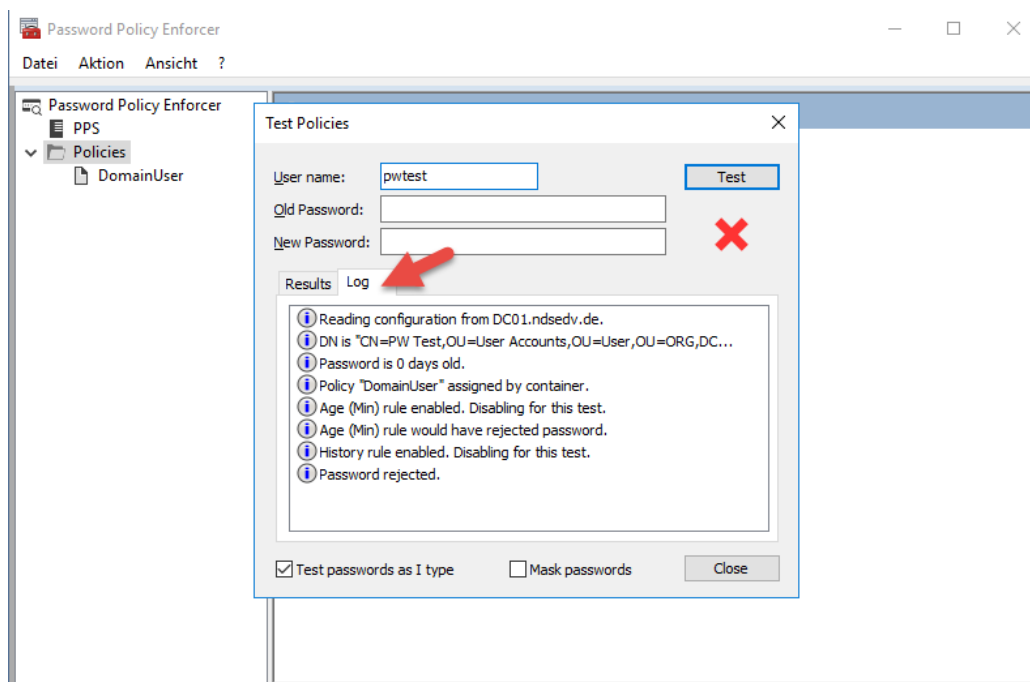 Password Policy Enforcer
Datei Aktion Ansicht ?
Password Policy Enforcer
PPS
Policies
DomainUser
Test Policies
User name: pwtest
Test
Old Password:
New Password:
Results Log
Reading configuration from DC01.ndsedv.de.
DN is "CN=PW Test,OU=User Accounts,OU=User,OU=ORG,DC...
Password is 0 days old.
Policy "DomainUser" assigned by container.
Age (Min) rule enabled. Disabling for this test.
Age (Min) rule would have rejected password.
History rule enabled. Disabling for this test.
Password rejected.
Test passwords as I type
Mask passwords
Close